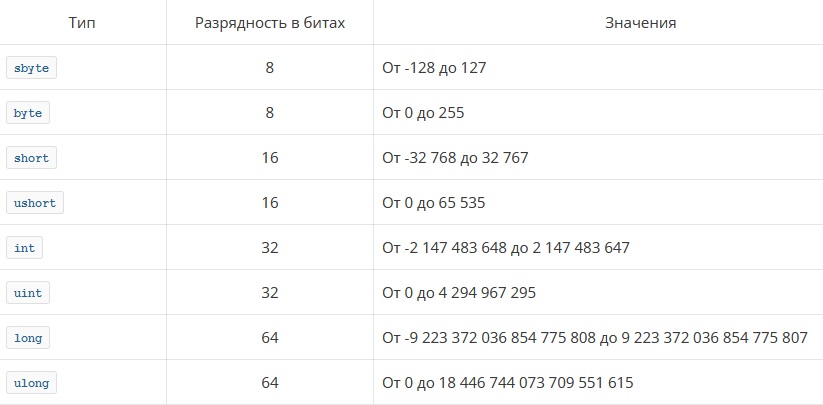 Тип Разрядность в битах Значения
sbyte 8 От -128 до 127
byte 8 От 0 до 255
short 16 От -32 768 до 32 767
ushort 16 От 0 до 65 535
int 32 От -2 147 483 648 до 2 147 483 647
uint 32 От 0 до 4 294 967 295
long 64 От -9 223 372 036 854 775 808 до 9 223 372 036 854 775 807
ulong 64 От 0 до 18 446 744 073 709 551 615